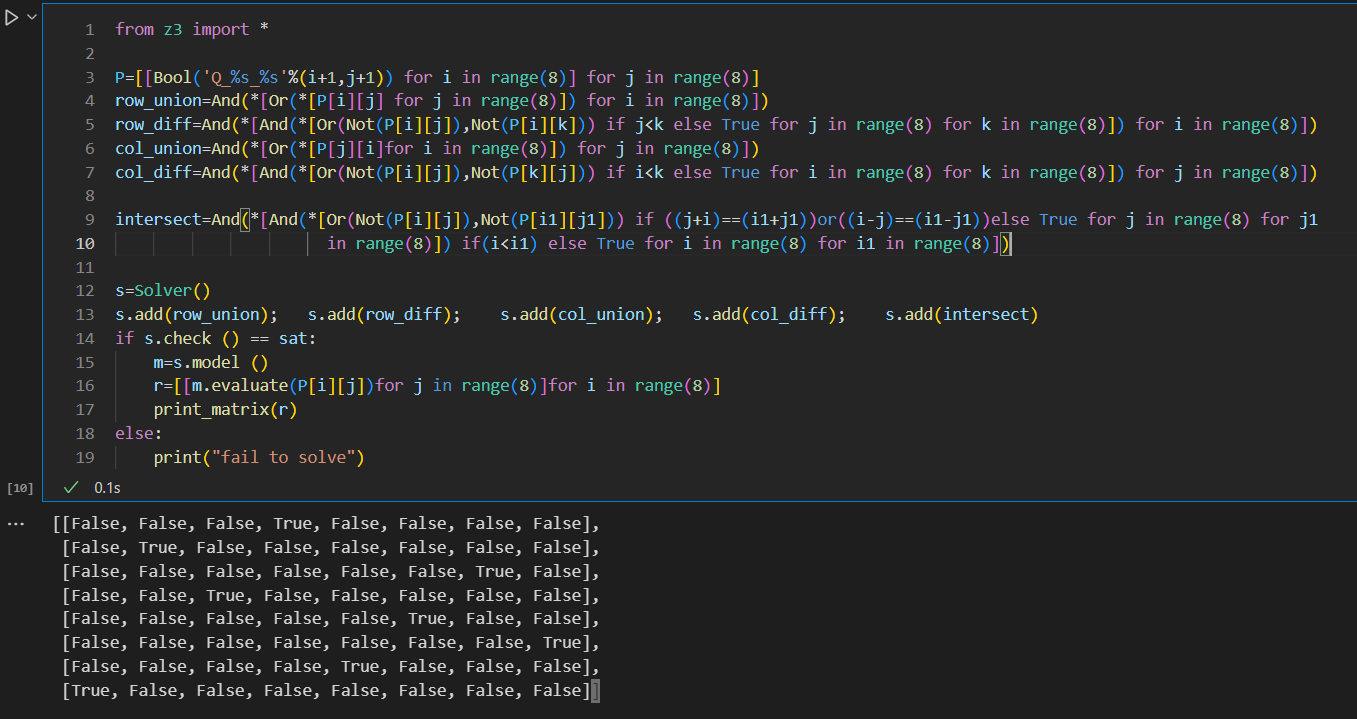 1 from z3 import *
2
3 P=[[Bool('Q_%s_%s'%(i+1,j+1)) for i in range(8)] for j in range(8)]
4 row_union=And(*[Or(*[P[i][j] for j in range(8)]) for i in range(8)])
5 row_diff=And(*[And(*[Or(Not(P[i][j]),Not(P[i][k])) if j<k else True for j in range(8) for k in range(8)]) for i in range(8)])
6 col_union=And(*[Or(*[P[j][i]for i in range(8)]) for j in range(8)])
7 col_diff=And(*[And(*[Or(Not(P[i][j]),Not(P[k][j])) if i<k else True for i in range(8) for k in range(8)]) for j in range(8)])
8
9 intersect=And(*[And(*[Or(Not(P[i][j]),Not(P[i1][j1])) if ((j+i)==(i1+j1))or((i-j)==(i1-j1))else True for j in range(8) for j1
10 in range(8)]) if(i<i1) else True for i in range(8) for i1 in range(8)])
11
12 s=Solver()
13 s.add(row_union);   s.add(row_diff);    s.add(col_union);   s.add(col_diff);    s.add(intersect)
14 if s.check () == sat:
15     m=s.model ()
16     r=[[m.evaluate(P[i][j])for j in range(8)]for i in range(8)]
17     print_matrix(r)
18 else:
19     print("fail to solve")
[10] ✓ 0.1s
... [[False, False, False, True, False, False, False, False],
[False, True, False, False, False, False, False, False],
[False, False, False, False, False, False, True, False],
[False, False, True, False, False, False, False, False],
[False, False, False, False, False, True, False, False],
[False, False, False, False, False, False, False, True],
[False, False, False, False, True, False, False, False],
[True, False, False, False, False, False, False, False]]